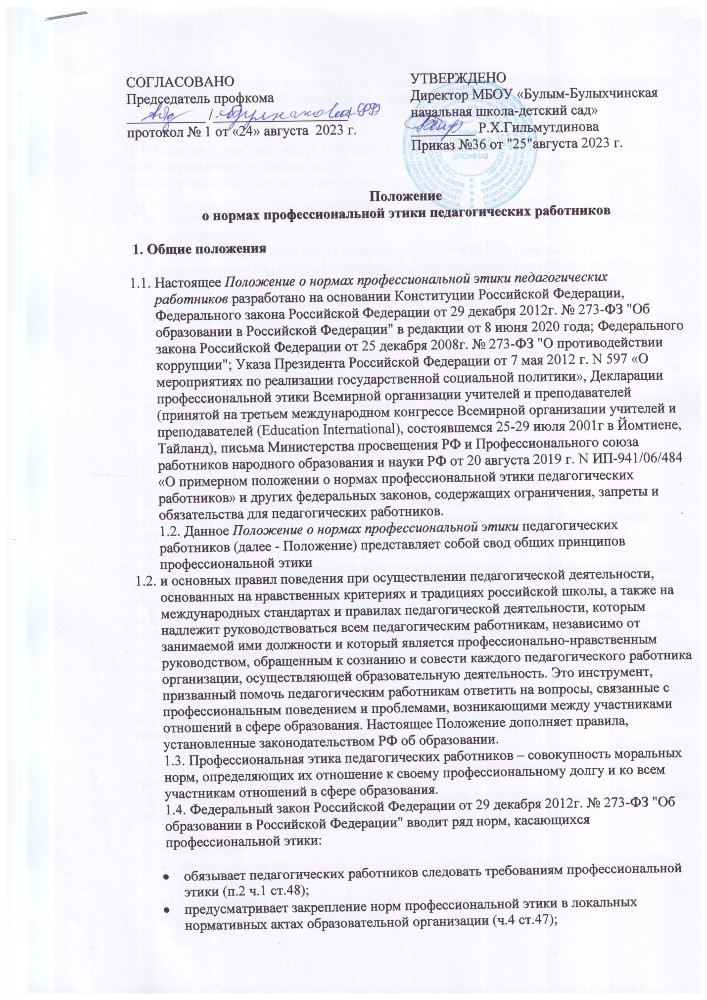 СОГЛАСОВАНО
Председатель профкома
____________ / Абдулнакова ФФ
протокол № 1 от «24» августа 2023 г.
УТВЕРЖДЕНО
Директор МБОУ «Булым-Булыхчинская
начальная школа-детский сад»
__________ Р.Х.Гильмутдинова
Приказ №36 от "25"августа 2023 г.
БУЛЫМ
ДЕТСКИЙ САД
Положение
о нормах профессиональной этики педагогических работников
1. Общие положения
1.1. Настоящее Положение о нормах профессиональной этики педагогических
работников разработано на основании Конституции Российской Федерации,
Федерального закона Российской Федерации от 29 декабря 2012г. № 273-ФЗ "Об
образовании в Российской Федерации" в редакции от 8 июня 2020 года; Федерального
закона Российской Федерации от 25 декабря 2008г. № 273-ФЗ "О противодействии
коррупции"; Указа Президента Российской Федерации от 7 мая 2012 г. N 597 «О
мероприятиях по реализации государственной социальной политики», Декларации
профессиональной этики Всемирной организации учителей и преподавателей
(принятой на третьем международном конгрессе Всемирной организации учителей и
преподавателей (Education International), состоявшемся 25-29 июля 2001г в Йомтиене,
Тайланд), письма Министерства просвещения РФ и Профессионального союза
работников народного образования и науки РФ от 20 августа 2019 г. N ИП-941/06/484
«О примерном положении о нормах профессиональной этики педагогических
работников» и других федеральных законов, содержащих ограничения, запреты и
обязательства для педагогических работников.
1.2. Данное Положение о нормах профессиональной этики педагогических
работников (далее - Положение) представляет собой свод общих принципов
профессиональной этики
1.2. и основных правил поведения при осуществлении педагогической деятельности,
основанных на нравственных критериях и традициях российской школы, а также на
международных стандартах и правилах педагогической деятельности, которым
надлежит руководствоваться всем педагогическим работникам, независимо от
занимаемой ими должности и который является профессионально-нравственным
руководством, обращенным к сознанию и совести каждого педагогического работника
организации, осуществляющей образовательную деятельность. Это инструмент,
призванный помочь педагогическим работникам ответить на вопросы, связанные с
профессиональным поведением и проблемами, возникающими между участниками
отношений в сфере образования. Настоящее Положение дополняет правила,
установленные законодательством РФ об образовании.
1.3. Профессиональная этика педагогических работников – совокупность моральных
норм, определяющих их отношение к своему профессиональному долгу и ко всем
участникам отношений в сфере образования.
1.4. Федеральный закон Российской Федерации от 29 декабря 2012г. № 273-ФЗ "Об
образовании в Российской Федерации" вводит ряд норм, касающихся
профессиональной этики:
● обязывает педагогических работников следовать требованиям профессиональной
этики (п.2 ч.1 ст.48);
● предусматривает закрепление норм профессиональной этики в локальных
нормативных актах образовательной организации (ч.4 ст.47);